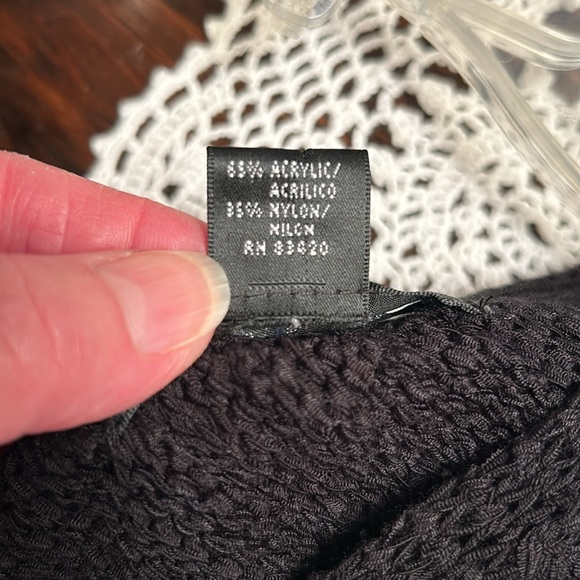 65% ACRYLIC/
ACRILICO
35% NYLON/
NILON
RN 83420